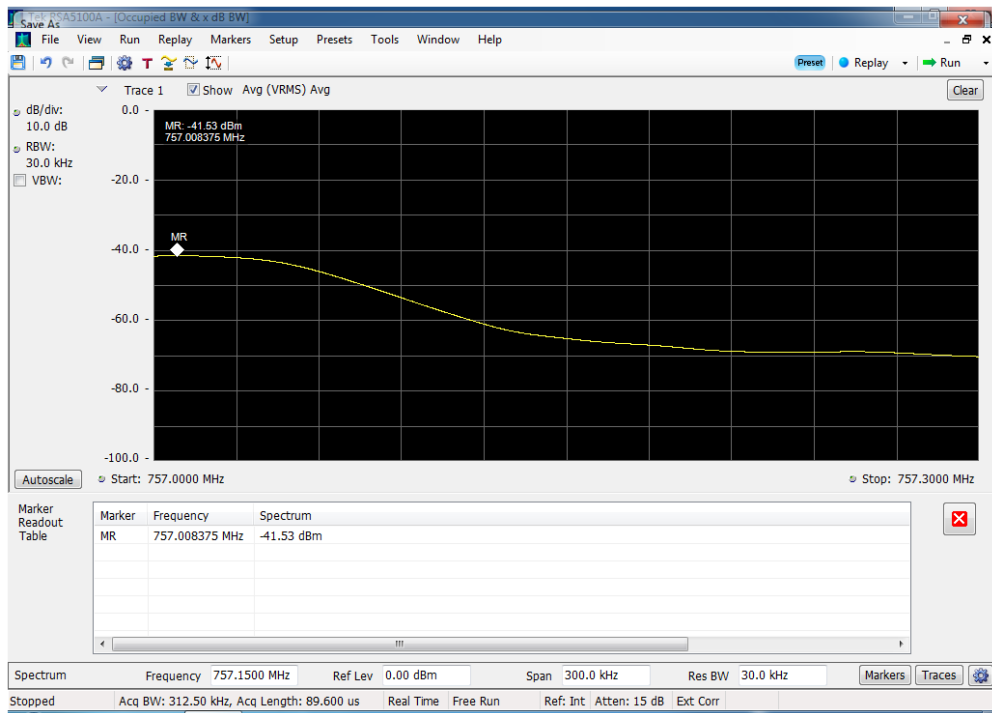 Tek RSA5100A - [Occupied BW & x dB BW]
Save As
File View Run Replay Markers Setup Presets Tools Window Help
T Preset Replay Run
Trace 1 Show Avg (VRMS) Avg Clear
dB/div:
10.0 dB
RBW:
30.0 kHz
VBW:
0.0
-20.0
-40.0
-60.0
-80.0
-100.0
MR: -41.53 dBm
757.008375 MHz
MR
Autoscale Start: 757.0000 MHz Stop: 757.3000 MHz
Marker
Readout
Table
Marker Frequency Spectrum
MR 757.008375 MHz -41.53 dBm
Spectrum Frequency 757.1500 MHz Ref Lev 0.00 dBm Span 300.0 kHz Res BW 30.0 kHz Markers Traces
Stopped Acq BW: 312.50 kHz, Acq Length: 89.600 us Real Time Free Run Ref: Int Atten: 15 dB Ext Corr